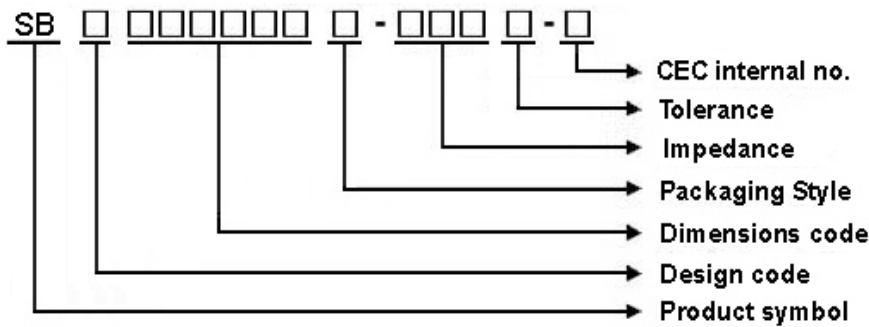 SB □ □□□□□□ □ - □□□ □ - □
CEC internal no.
Tolerance
Impedance
Packaging Style
Dimensions code
Design code
Product symbol